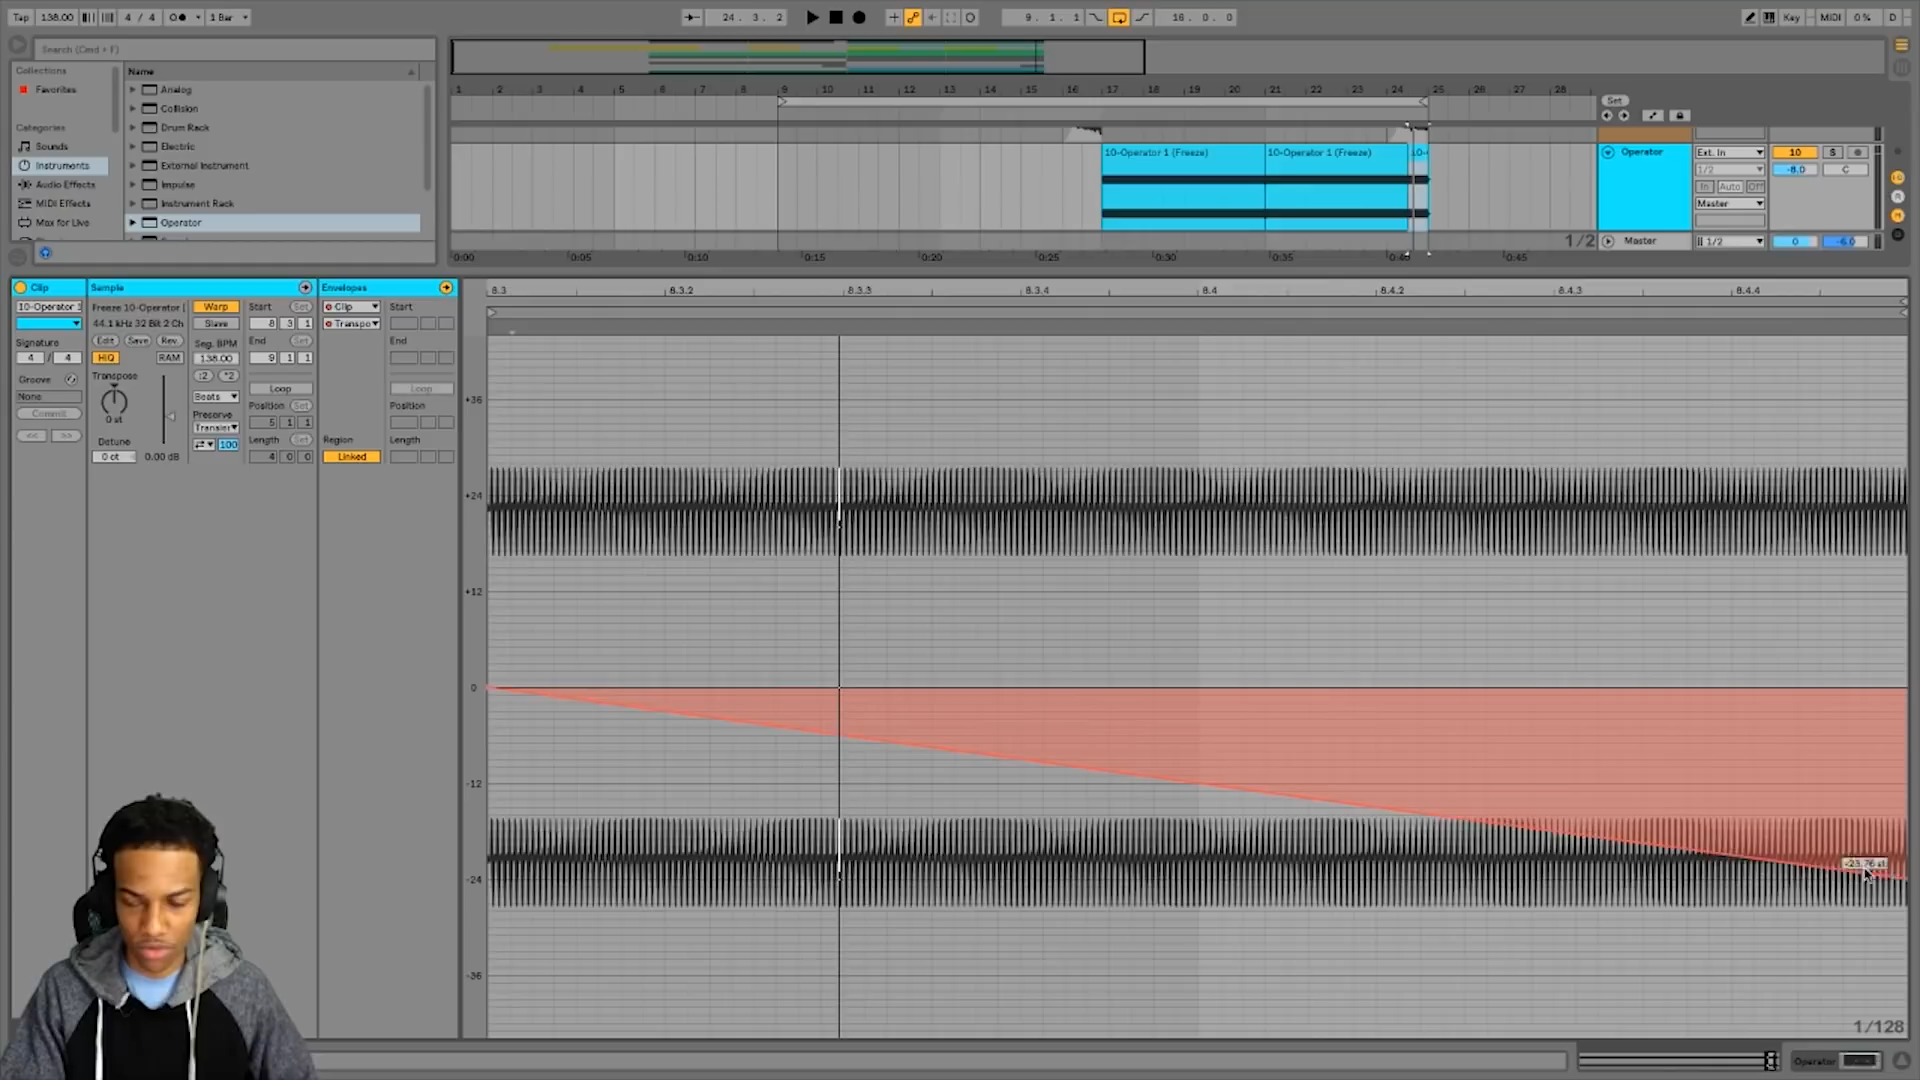 Tap 138.00 4 / 4 1 Bar 24 . 3 . 2 9 . 1 . 1 16 . 0 . 0 Key MIDI 0 % D
Search (Cmd + F)
Collections
Favorites
Categories
Sounds
Instruments
Audio Effects
MIDI Effects
Max for Live
Name
Analog
Collision
Drum Rack
Electric
External Instrument
Impulse
Instrument Rack
Operator
1 2 3 4 5 6 7 8 9 10 11 12 13 14 15 16 17 18 19 20 21 22 23 24 25 26 27 28
Set
10-Operator 1 (Freeze) 10-Operator 1 (Freeze)
1/2
0:00 0:05 0:10 0:15 0:20 0:25 0:30 0:35 0:45
Operator Ext. In 10 S
1/2 -8.0 C
In Auto Off
Master
Master 1/2 0 -6.0
Clip
10-Operator 1
Signature
4 / 4
Groove
None
Commit
<< >>
Sample
Freeze 10-Operator
44.1 kHz 32 Bit 2 Ch
Edit Save Rev.
HiQ RAM
Transpose
0 st
Detune
0 ct 0.00 dB
Warp
Slave
Seg. BPM
138.00
:2 *2
Beats
Preserve
100
Start Set
8 3 1
End Set
9 1 1
Loop
Position Set
5 1 1
Length Set
4 0 0
Envelopes
Clip
Transpo
Region
Linked
Start
End
Loop
Position
Length
8.3 8.3.2 8.3.3 8.3.4 8.4 8.4.2 8.4.3 8.4.4
+36
+24
+12
0
-12
-24
-36
-23.76 st
1/128
Operator